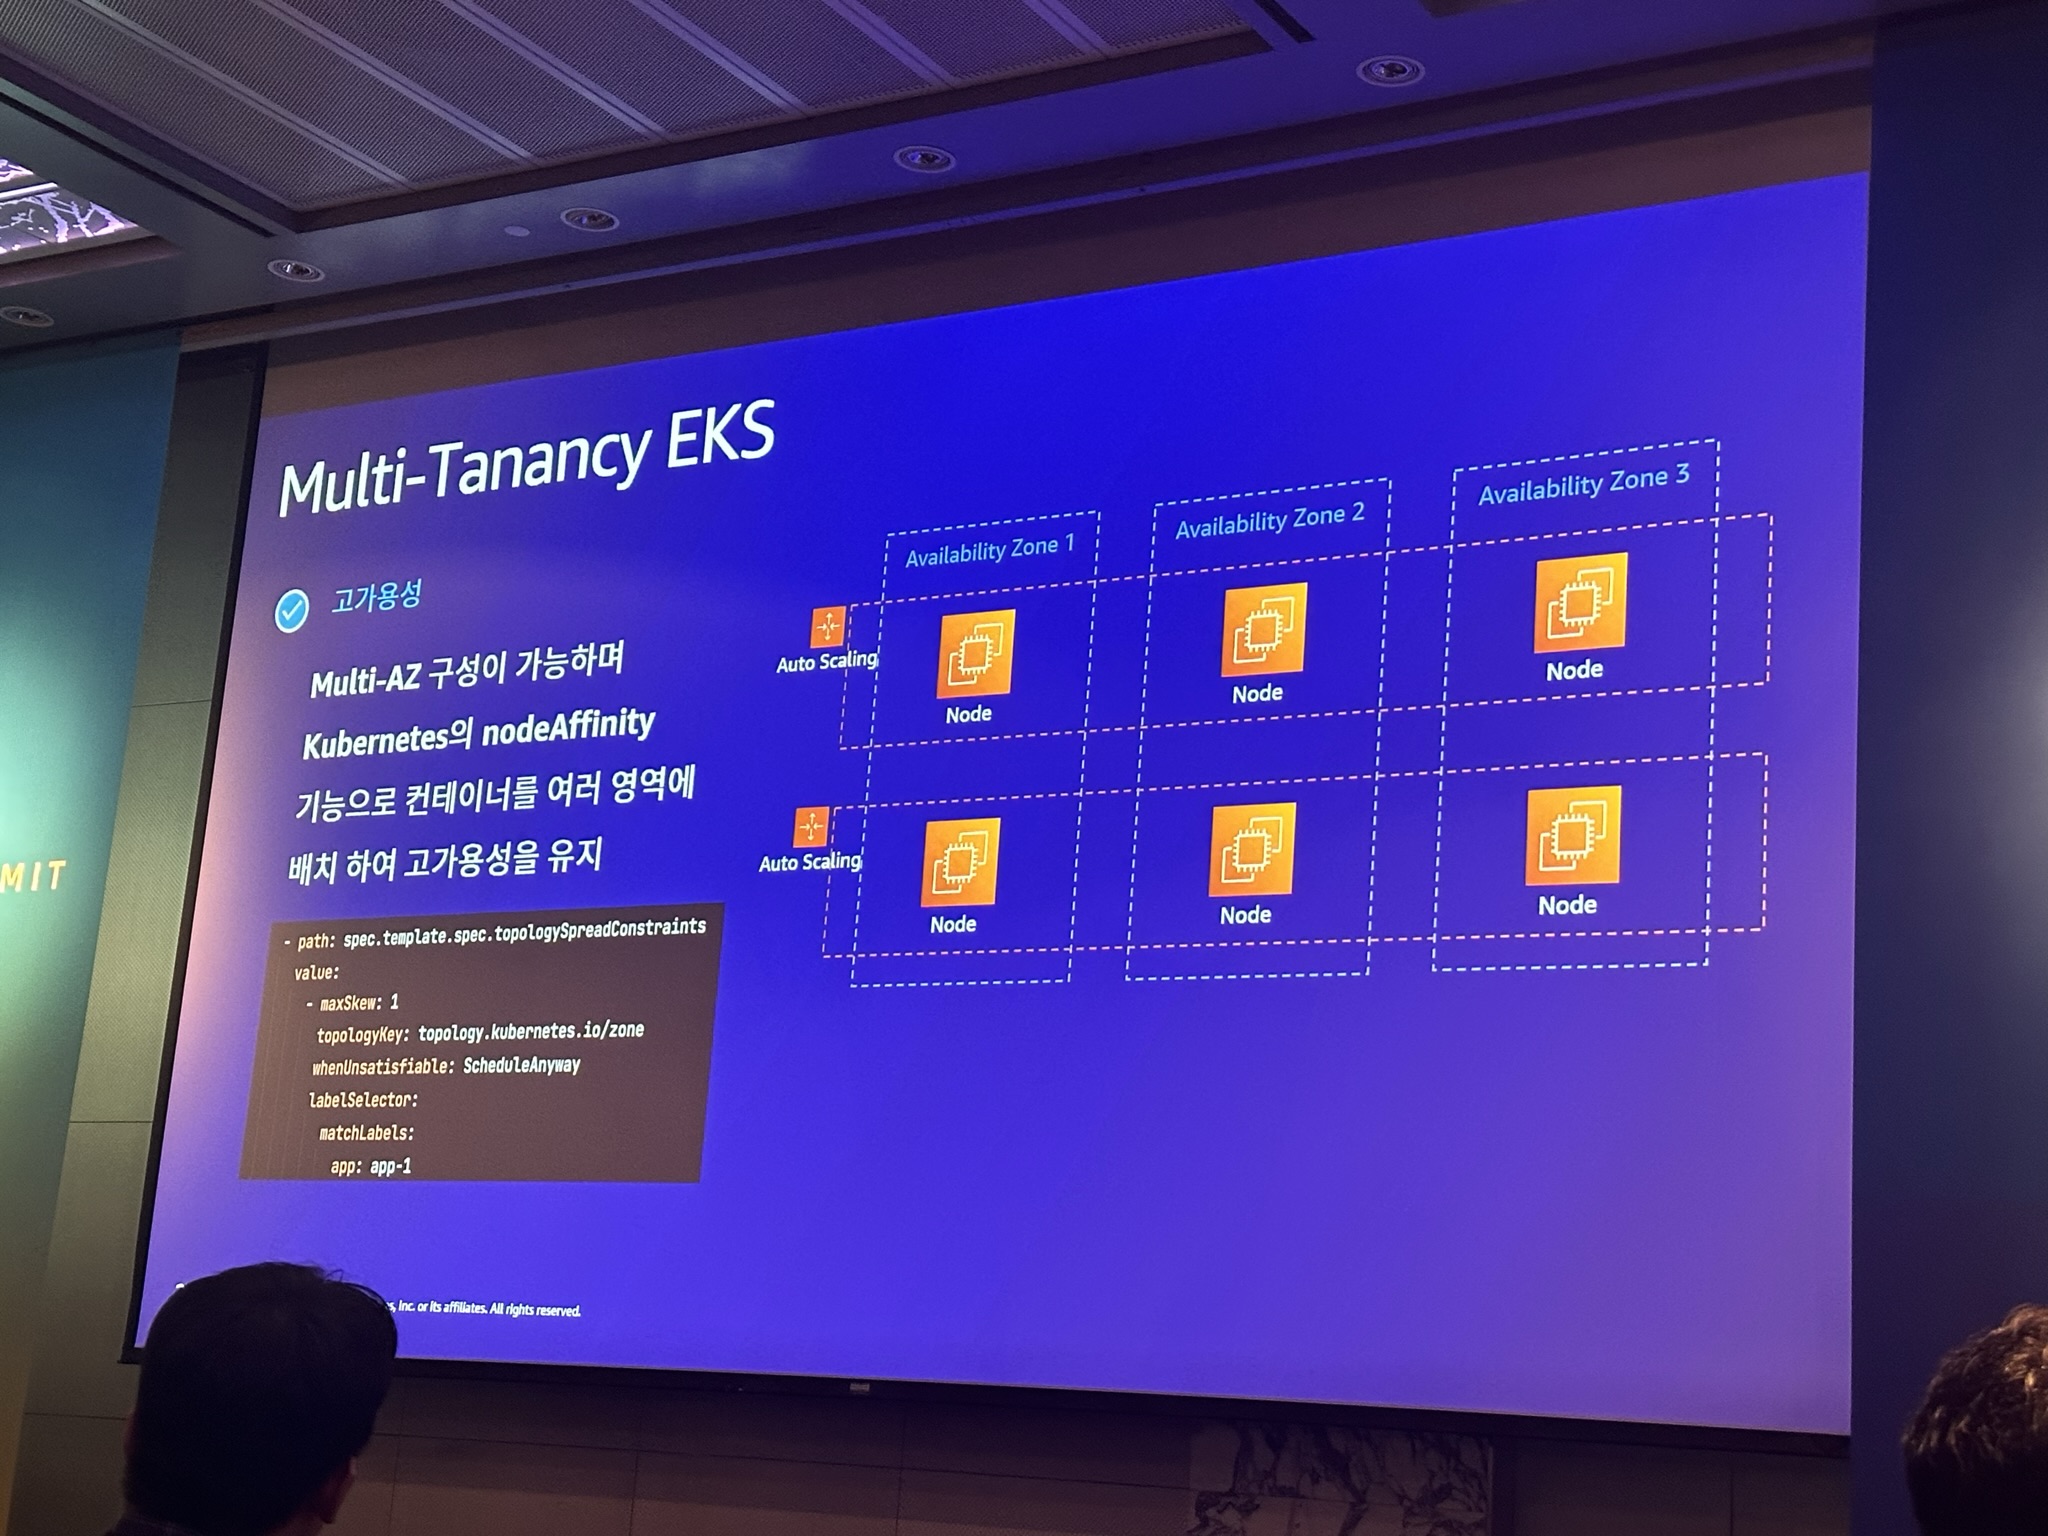 Multi-Tanancy EKS
고가용성
Multi-AZ 구성이 가능하며
Kubernetes의 nodeAffinity
기능으로 컨테이너를 여러 영역에
배치 하여 고가용성을 유지
- path: spec.template.spec.topologySpreadConstraints
value:
- maxSkew: 1
topologyKey: topology.kubernetes.io/zone
whenUnsatisfiable: ScheduleAnyway
labelSelector:
matchLabels:
app: app-1
Availability Zone 1
Availability Zone 2
Availability Zone 3
Auto Scaling
Node
Node
Node
Auto Scaling
Node
Node
Node
Inc. or its affiliates. All rights reserved.
MIT